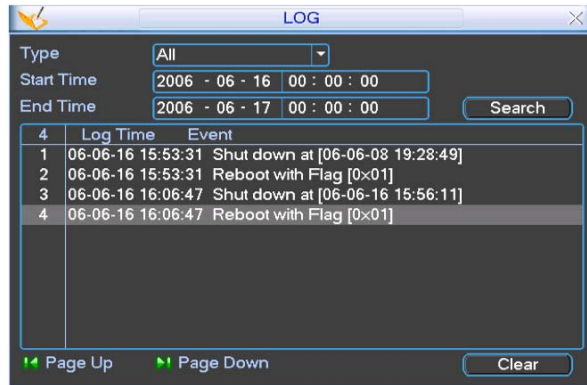 LOG
Type All
Start Time 2006 - 06 - 16 00 : 00 : 00
End Time 2006 - 06 - 17 00 : 00 : 00 Search
4 Log Time Event
1 06-06-16 15:53:31 Shut down at [06-06-08 19:28:49]
2 06-06-16 15:53:31 Reboot with Flag [0×01]
3 06-06-16 16:06:47 Shut down at [06-06-16 15:56:11]
4 06-06-16 16:06:47 Reboot with Flag [0×01]
Page Up Page Down Clear